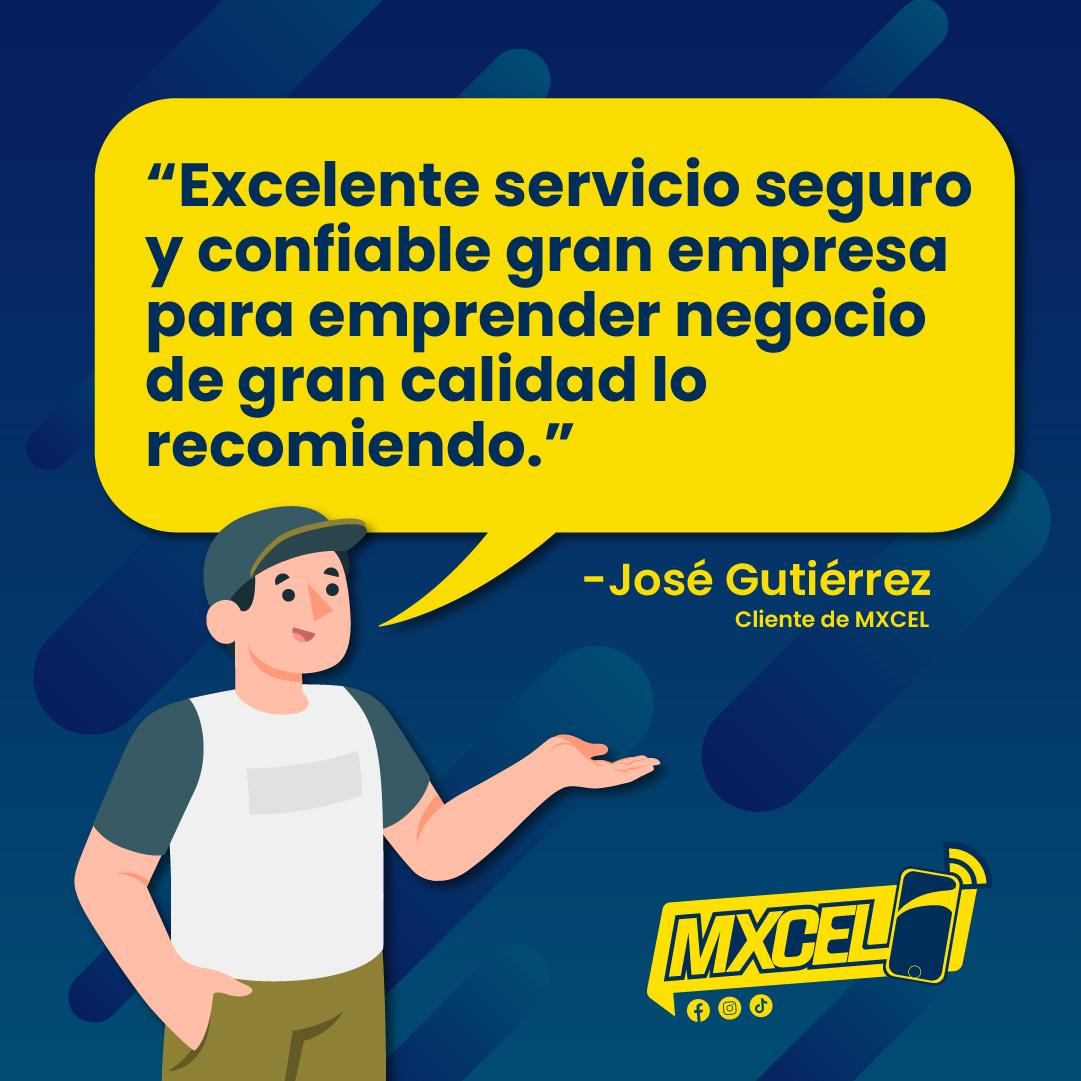 “Excelente servicio seguro
y confiable gran empresa
para emprender negocio
de gran calidad lo
recomiendo.”
-José Gutiérrez
Cliente de MXCEL
MXCEL